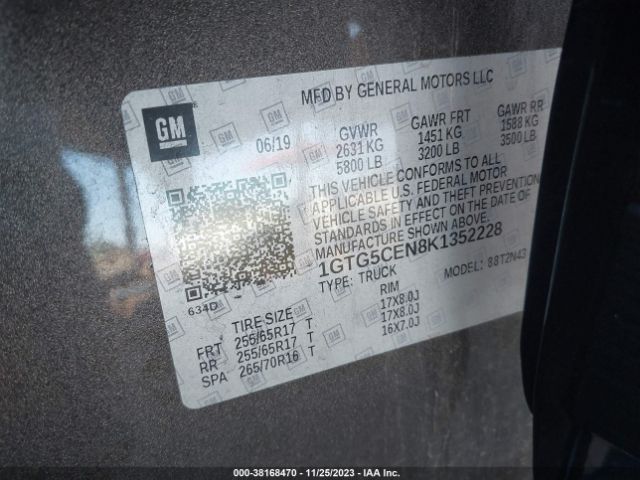 MFD BY GENERAL MOTORS LLC
GM
06/19
GVWR
2631 KG
5800 LB
GAWR FRT
1451 KG
3200 LB
GAWR RR
1588 KG
3500 LB
THIS VEHICLE CONFORMS TO ALL
APPLICABLE U.S. FEDERAL MOTOR
VEHICLE SAFETY AND THEFT PREVENTION
STANDARDS IN EFFECT ON THE DATE OF
MANUFACTURE SHOWN ABOVE.
1GTG5CEN8K1352228
TYPE: TRUCK
MODEL: 88T2N43
634D
TIRE SIZE
RIM
FRT 255/65R17 T 17X8.0J
RR 255/65R17 T 17X8.0J
SPA 265/70R16 T 16X7.0J
000-38168470 - 11/25/2023 - IAA Inc.